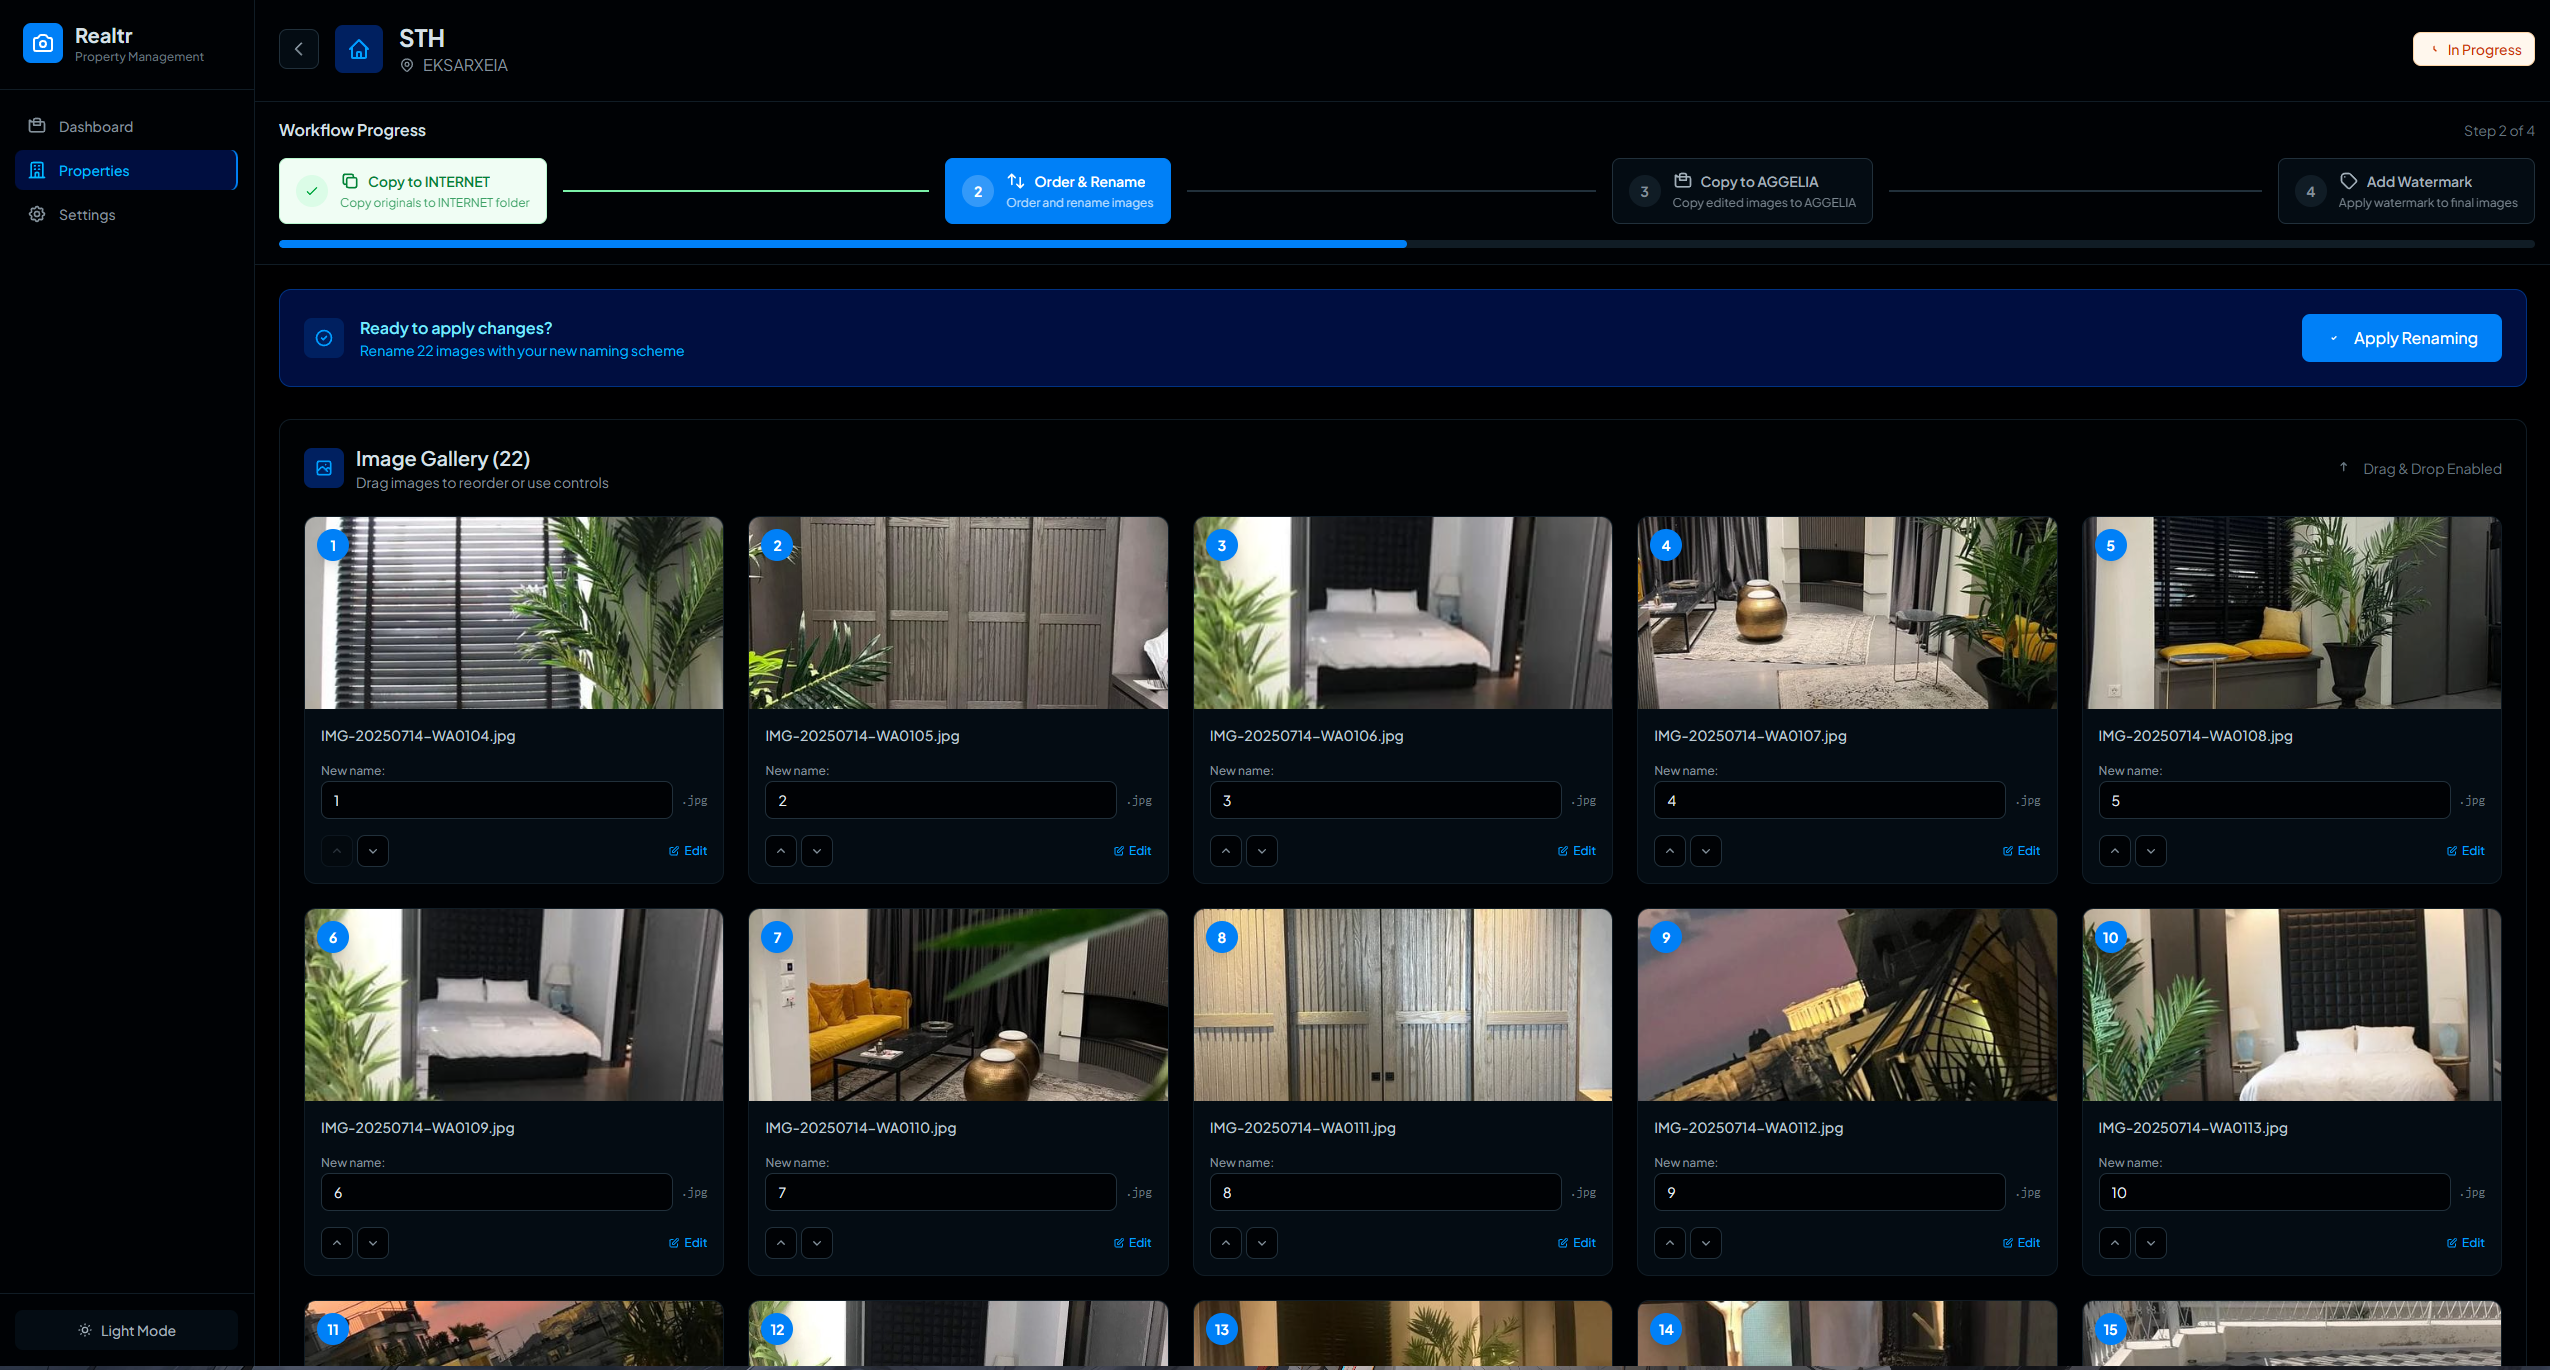 Realtr
Property Management
Dashboard
Properties
Settings
Light Mode
STH
EKSARXEIA
In Progress
Workflow Progress
Step 2 of 4
Copy to INTERNET
Copy originals to INTERNET folder
2
Order & Rename
Order and rename images
3
Copy to AGGELIA
Copy edited images to AGGELIA
4
Add Watermark
Apply watermark to final images
Ready to apply changes?
Rename 22 images with your new naming scheme
Apply Renaming
Image Gallery (22)
Drag images to reorder or use controls
Drag & Drop Enabled
1
IMG-20250714-WA0104.jpg
New name:
1 .jpg
Edit
2
IMG-20250714-WA0105.jpg
New name:
2 .jpg
Edit
3
IMG-20250714-WA0106.jpg
New name:
3 .jpg
Edit
4
IMG-20250714-WA0107.jpg
New name:
4 .jpg
Edit
5
IMG-20250714-WA0108.jpg
New name:
5 .jpg
Edit
6
IMG-20250714-WA0109.jpg
New name:
6 .jpg
Edit
7
IMG-20250714-WA0110.jpg
New name:
7 .jpg
Edit
8
IMG-20250714-WA0111.jpg
New name:
8 .jpg
Edit
9
IMG-20250714-WA0112.jpg
New name:
9 .jpg
Edit
10
IMG-20250714-WA0113.jpg
New name:
10 .jpg
Edit
11
12
13
14
15